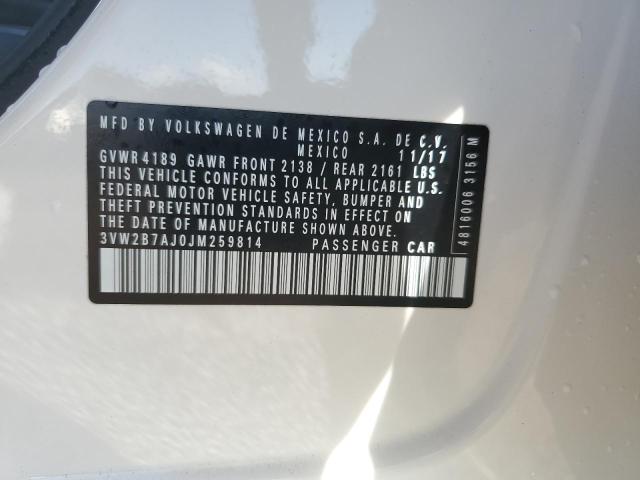 MFD BY VOLKSWAGEN DE MEXICO S.A. DE C.V.
MEXICO 11/17
GVWR 4189 GAWR FRONT 2138 / REAR 2161 LBS
THIS VEHICLE CONFORMS TO ALL APPLICABLE U.S.
FEDERAL MOTOR VEHICLE SAFETY, BUMPER AND
THEFT PREVENTION STANDARDS IN EFFECT ON
THE DATE OF MANUFACTURE SHOWN ABOVE.
3VW2B7AJ0JM259814 PASSENGER CAR
4816006 3156 M